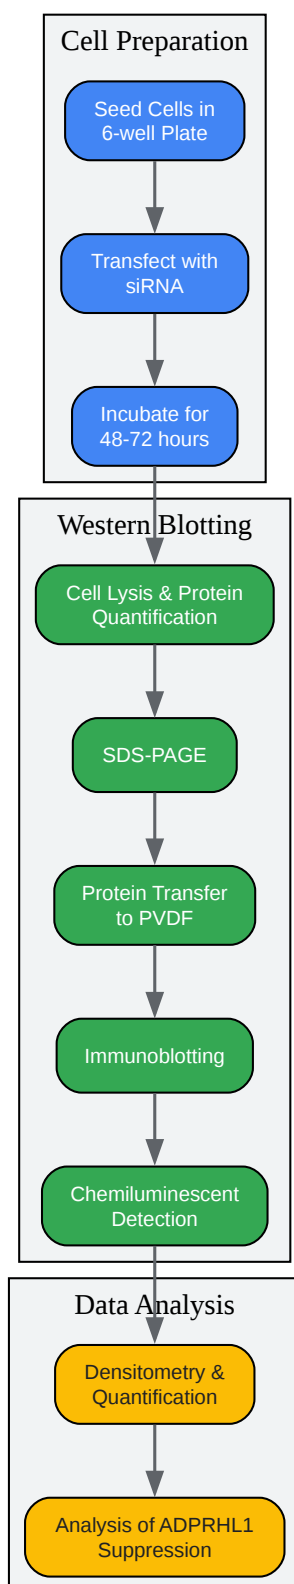 Cell Preparation
Seed Cells in
6-well Plate
Transfect with
siRNA
Incubate for
48-72 hours
Western Blotting
Cell Lysis & Protein
Quantification
SDS-PAGE
Protein Transfer
to PVDF
Immunoblotting
Chemiluminescent
Detection
Data Analysis
Densitometry &
Quantification
Analysis of ADPRHL1
Suppression